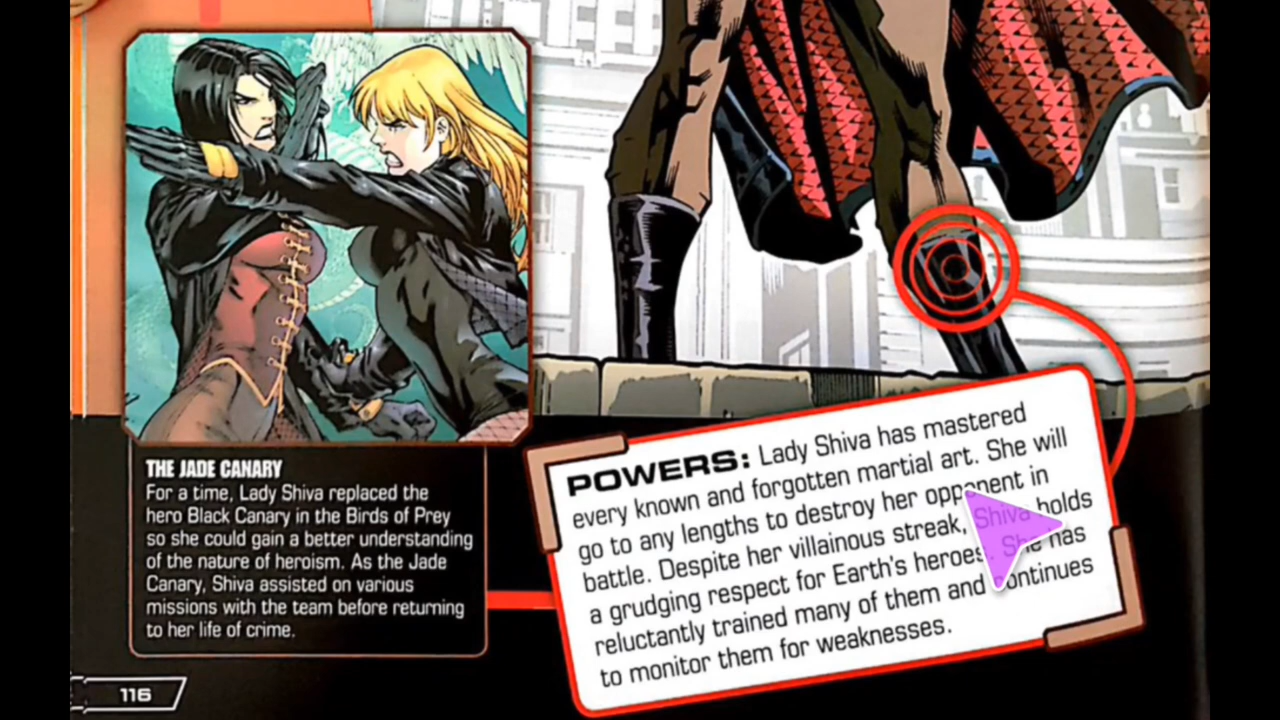 THE JADE CANARY
For a time, Lady Shiva replaced the
hero Black Canary in the Birds of Prey
so she could gain a better understanding
of the nature of heroism. As the Jade
Canary, Shiva assisted on various
missions with the team before returning
to her life of crime.
POWERS: Lady Shiva has mastered
every known and forgotten martial art. She will
go to any lengths to destroy her opponent in
battle. Despite her villainous streak, Shiva holds
a grudging respect for Earth's heroes. She has
reluctantly trained many of them and continues
to monitor them for weaknesses.
116